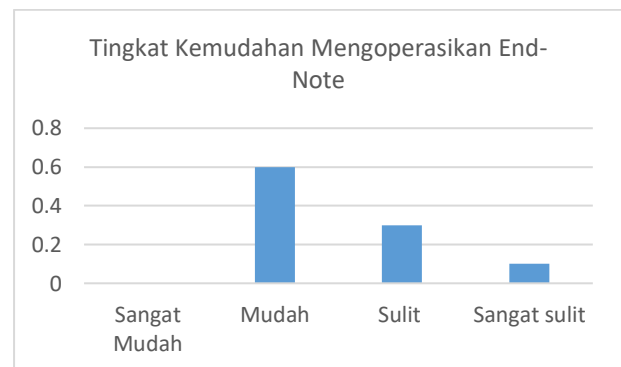 Tingkat Kemudahan Mengoperasikan End-
Note
0.8
0.6
0.4
0.2
0
Sangat
Mudah
Mudah
Sulit
Sangat sulit